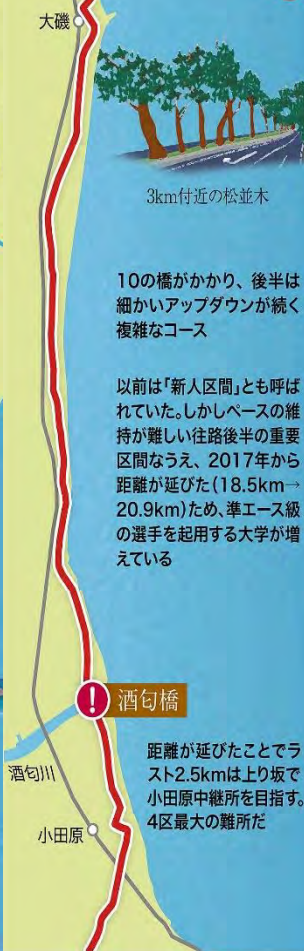 大磯
3km付近の松並木
10の橋がかかり、後半は
細かいアップダウンが続く
複雑なコース
以前は「新人区間」とも呼ば
れていた。しかしペースの維
持が難しい往路後半の重要
区間なうえ、2017年から
距離が延びた(18.5km→
20.9km)ため、準エース級
の選手を起用する大学が増
えている
!
酒匂橋
酒匂川
距離が延びたことでラ
スト2.5kmは上り坂で
小田原中継所を目指す。
4区最大の難所だ
小田原